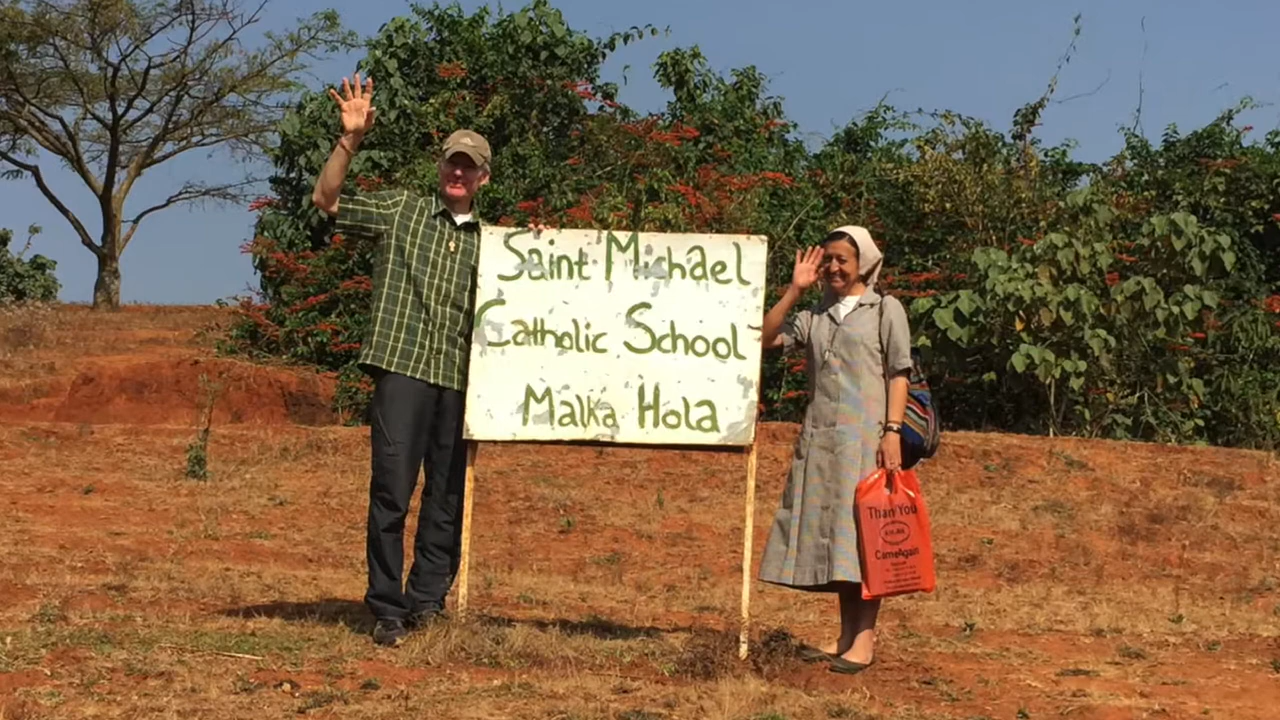 Saint Michael
Catholic School
Malka Hola
Thank You
CameAgain